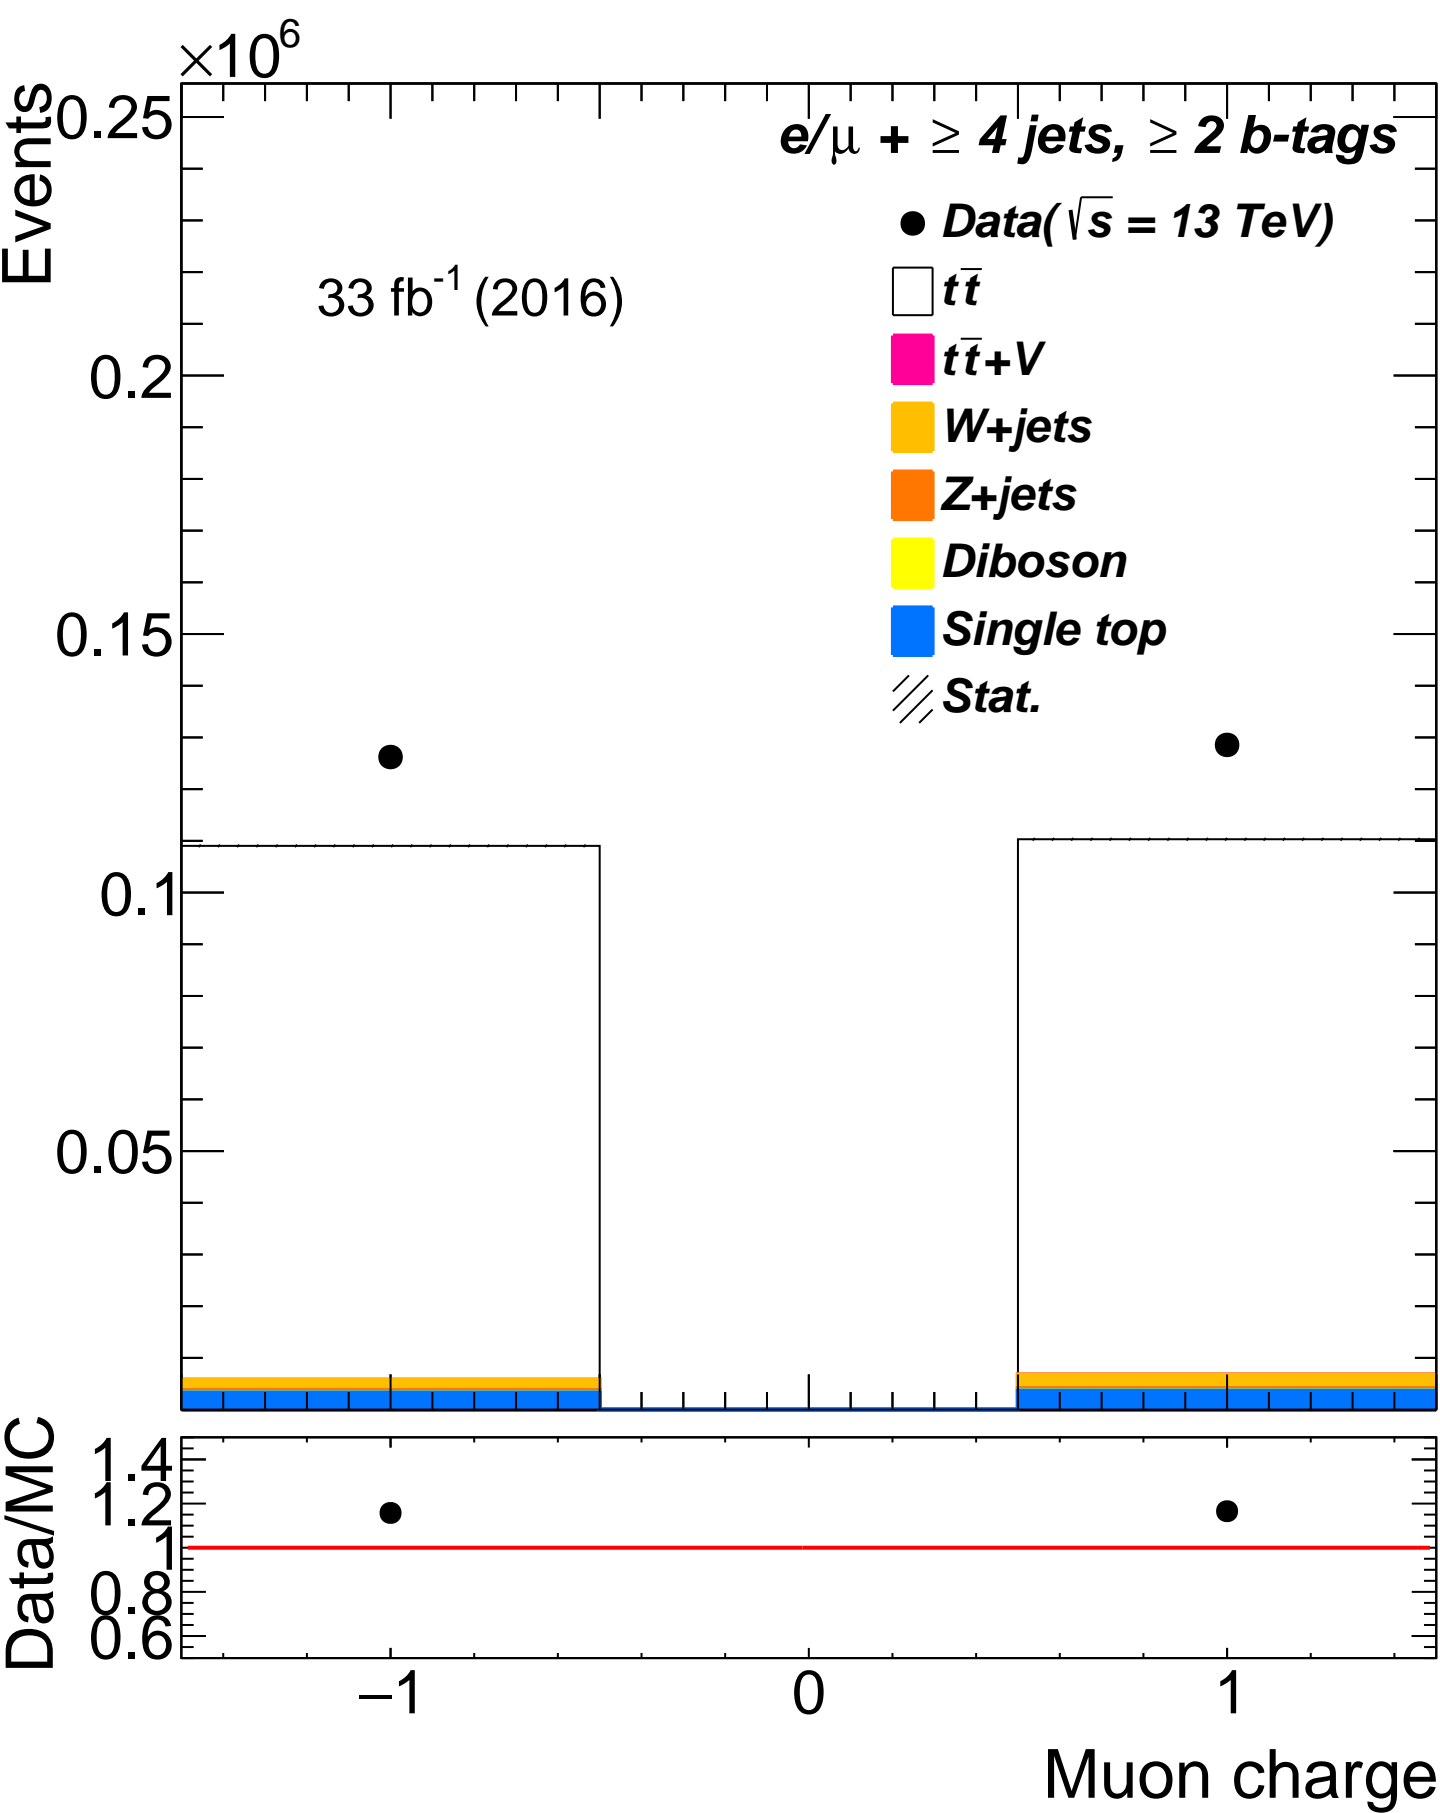 ×10⁶
Events
0.25
0.2
0.15
0.1
0.05
e/μ + ≥ 4 jets, ≥ 2 b-tags
Data(√s = 13 TeV)
33 fb⁻¹ (2016)
tt̅
tt̅+V
W+jets
Z+jets
Diboson
Single top
Stat.
Data/MC
1.4
1.2
1
0.8
0.6
−1 0 1
Muon charge